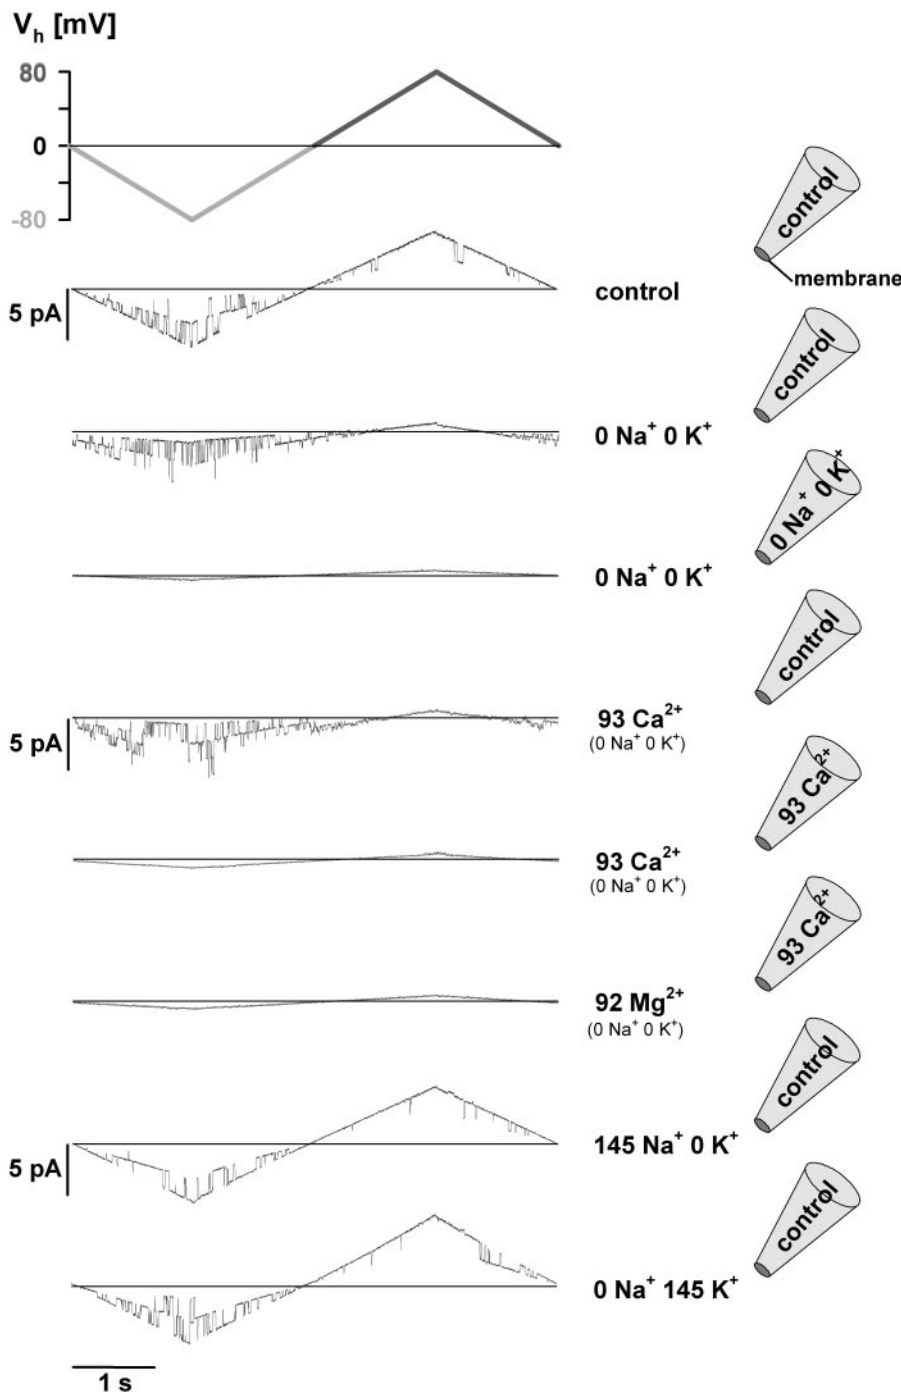 Vₕ [mV]
80
0
-80
control
membrane
5 pA
control
control
0 Na⁺ 0 K⁺
0 Na⁺ 0 K⁺
0 Na⁺ 0 K⁺
control
5 pA
93 Ca²⁺
(0 Na⁺ 0 K⁺)
93 Ca²⁺
93 Ca²⁺
(0 Na⁺ 0 K⁺)
93 Ca²⁺
92 Mg²⁺
(0 Na⁺ 0 K⁺)
control
5 pA
145 Na⁺ 0 K⁺
control
0 Na⁺ 145 K⁺
1 s